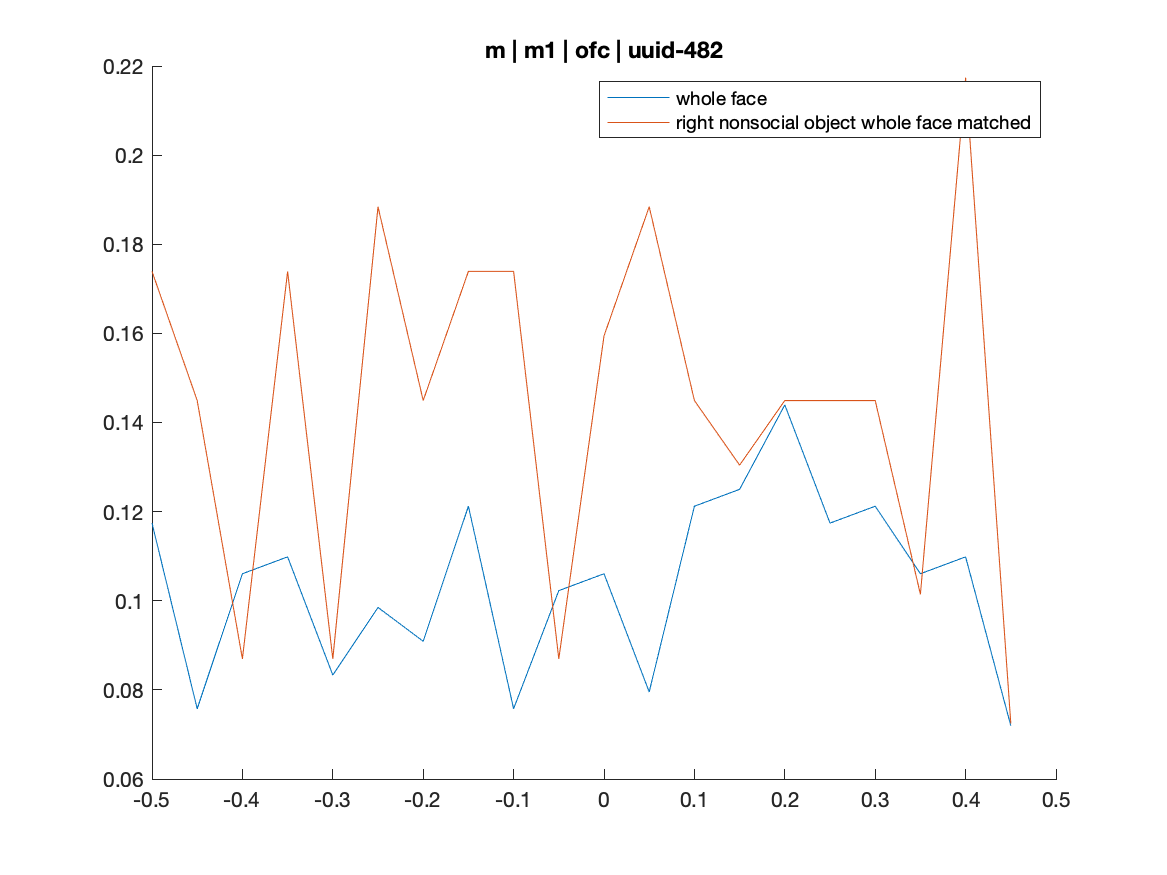 m | m1 | ofc | uuid-482
0.22
whole face
right nonsocial object whole face matched
0.2
0.18
0.16
0.14
0.12
0.1
0.08
0.06
-0.5 -0.4 -0.3 -0.2 -0.1 0 0.1 0.2 0.3 0.4 0.5